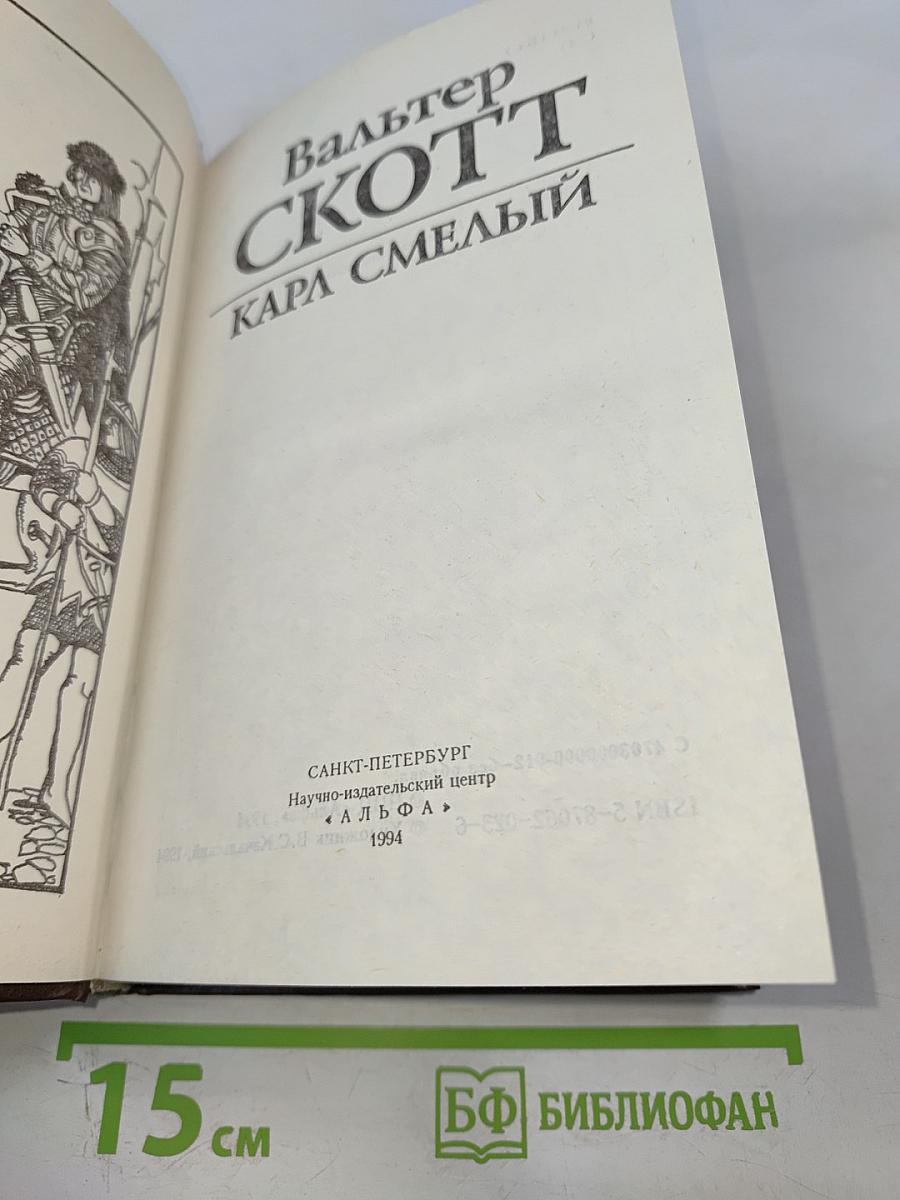 Вальтер
СКОТТ
КАРЛ СМЕЛЫЙ
САНКТ-ПЕТЕРБУРГ
Научно-издательский центр
«АЛЬФА»
1994
15 см
БФ БИБЛИОФАН